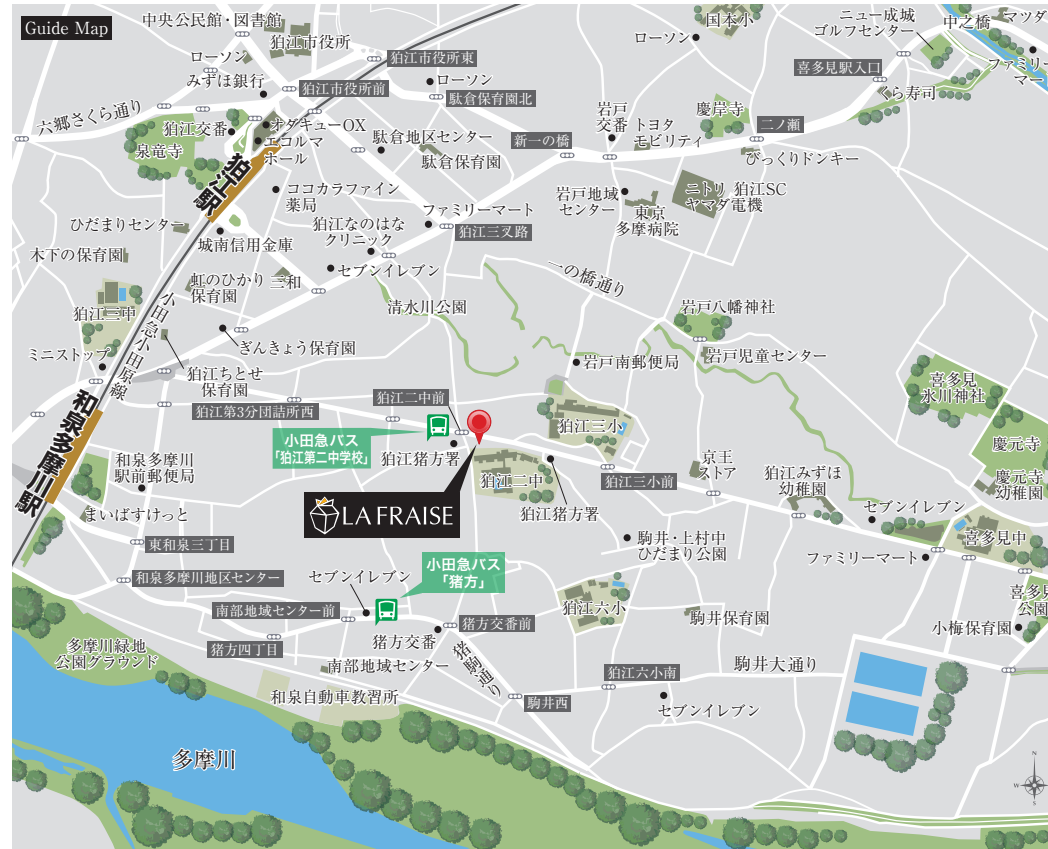 Guide Map
中央公民館・図書館
狛江市役所
ローソン
みずほ銀行
狛江市役所東
狛江市役所前
ローソン
駄倉保育園北
国本小
ローソン
ニュー成城
ゴルフセンター
中之橋
マツダ
ファミリー
マー
喜多見駅入口
くら寿司
六郷さくら通り
狛江交番
泉竜寺
オダキューOX
エコルマ
ホール
狛江駅
駄倉地区センター
駄倉保育園
新一の橋
岩戸
交番
トヨタ
モビリティ
慶岸寺
二ノ瀬
びっくりドンキー
ココカラファイン
薬局
ファミリーマート
狛江三叉路
岩戸地域
センター
東京
多摩病院
ニトリ 狛江SC
ヤマダ電機
ひだまりセンター
城南信用金庫
狛江なのはな
クリニック
セブンイレブン
木下の保育園
虹のひかり
保育園
三和
一の橋通り
狛江三中
小田急小田原線
清水川公園
岩戸八幡神社
ぎんきょう保育園
ミニストップ
狛江ちとせ
保育園
岩戸南郵便局
岩戸児童センター
狛江第3分団詰所西
狛江二中前
喜多見
氷川神社
和泉多摩川駅
小田急バス
「狛江第二中学校」
狛江猪方署
狛江三小
慶元寺
和泉多摩川
駅前郵便局
狛江二中
狛江三小前
京王
ストア
狛江みずほ
幼稚園
慶元寺
幼稚園
まいばすけっと
LA FRAISE
狛江猪方署
セブンイレブン
東和泉三丁目
駒井・上村中
ひだまり公園
ファミリーマート
喜多見中
和泉多摩川地区センター
セブンイレブン
小田急バス
「猪方」
喜多見
公園
南部地域センター前
猪方交番
猪方交番前
狛江六小
駒井保育園
小梅保育園
多摩川緑地
公園グラウンド
猪方四丁目
南部地域センター
猪駒通り
狛江六小南
駒井大通り
和泉自動車教習所
駒井西
セブンイレブン
多摩川
N
W
S